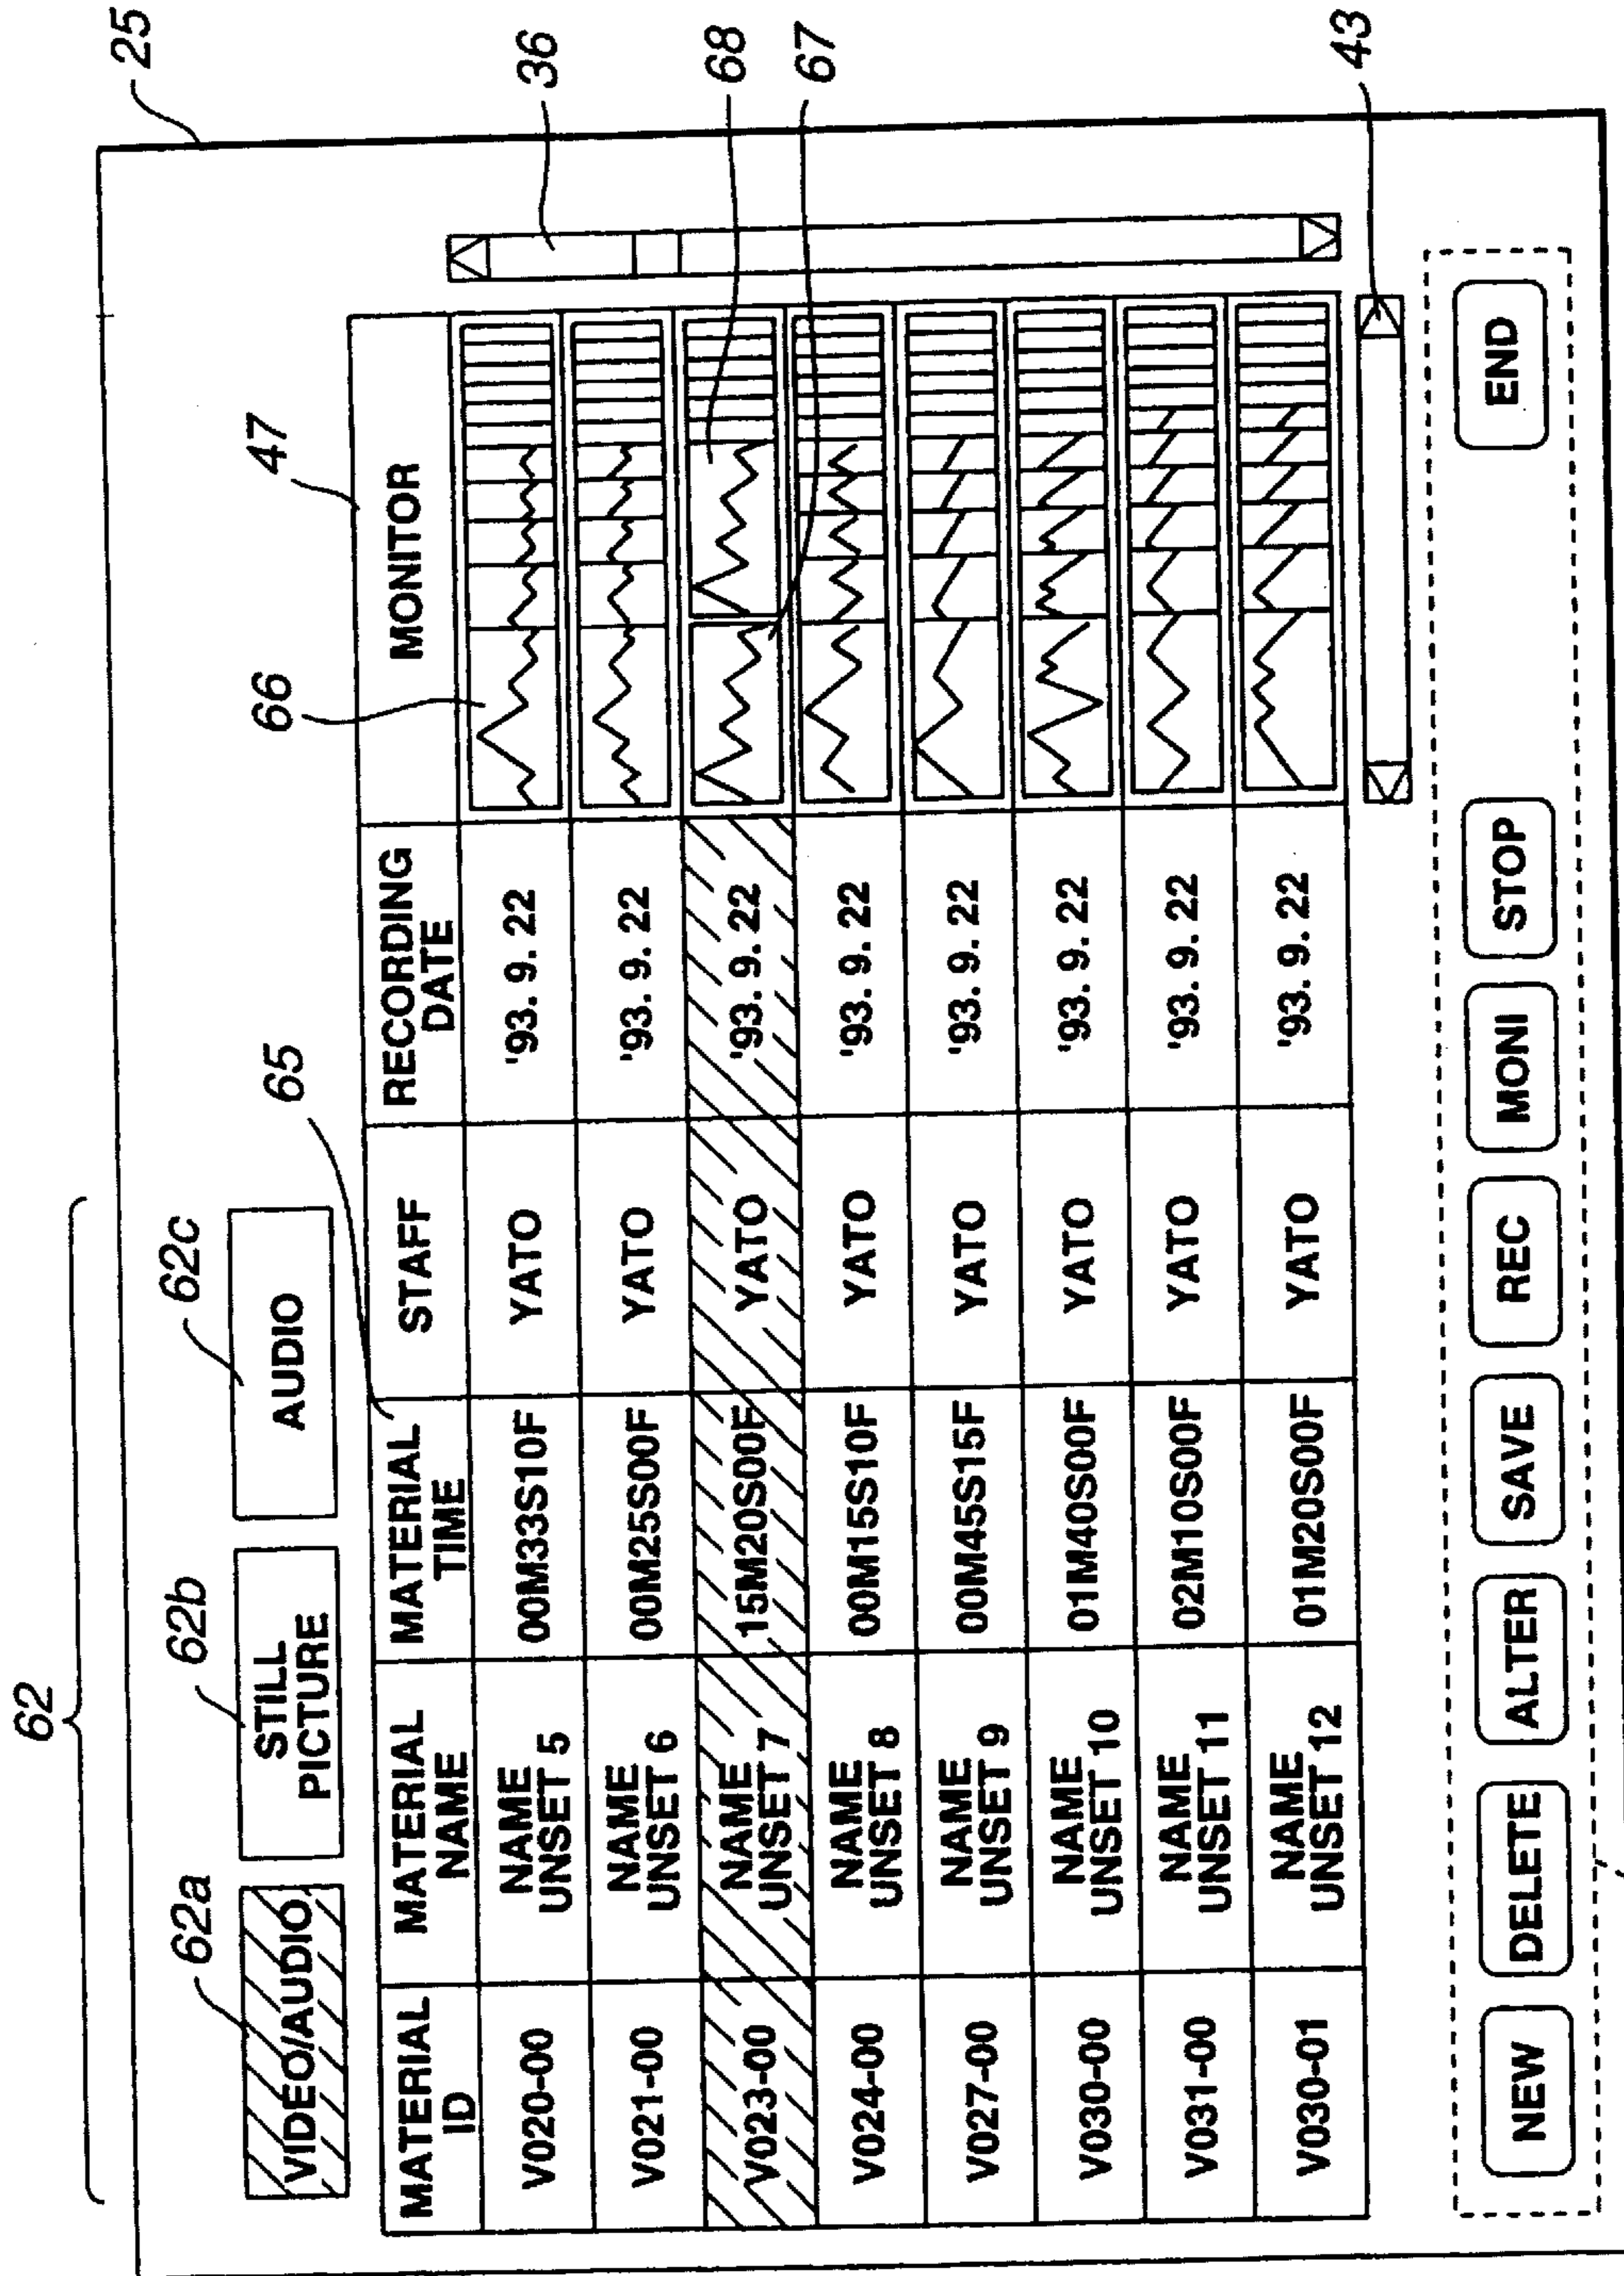 62
62a
62b
62c
65
66
47
25
VIDEO/AUDIO
STILL
PICTURE
AUDIO
MATERIAL
ID
MATERIAL
NAME
MATERIAL
TIME
STAFF
RECORDING
DATE
MONITOR
V020-00
NAME
UNSET 5
00M33S10F
YATO
'93. 9. 22
36
V021-00
NAME
UNSET 6
00M25S00F
YATO
'93. 9. 22
V023-00
NAME
UNSET 7
15M20S00F
YATO
'93. 9. 22
68
V024-00
NAME
UNSET 8
00M15S10F
YATO
'93. 9. 22
67
V027-00
NAME
UNSET 9
00M45S15F
YATO
'93. 9. 22
V030-00
NAME
UNSET 10
01M40S00F
YATO
'93. 9. 22
V031-00
NAME
UNSET 11
02M10S00F
YATO
'93. 9. 22
V030-01
NAME
UNSET 12
01M20S00F
YATO
'93. 9. 22
43
NEW
DELETE
ALTER
SAVE
REC
MONI
STOP
END